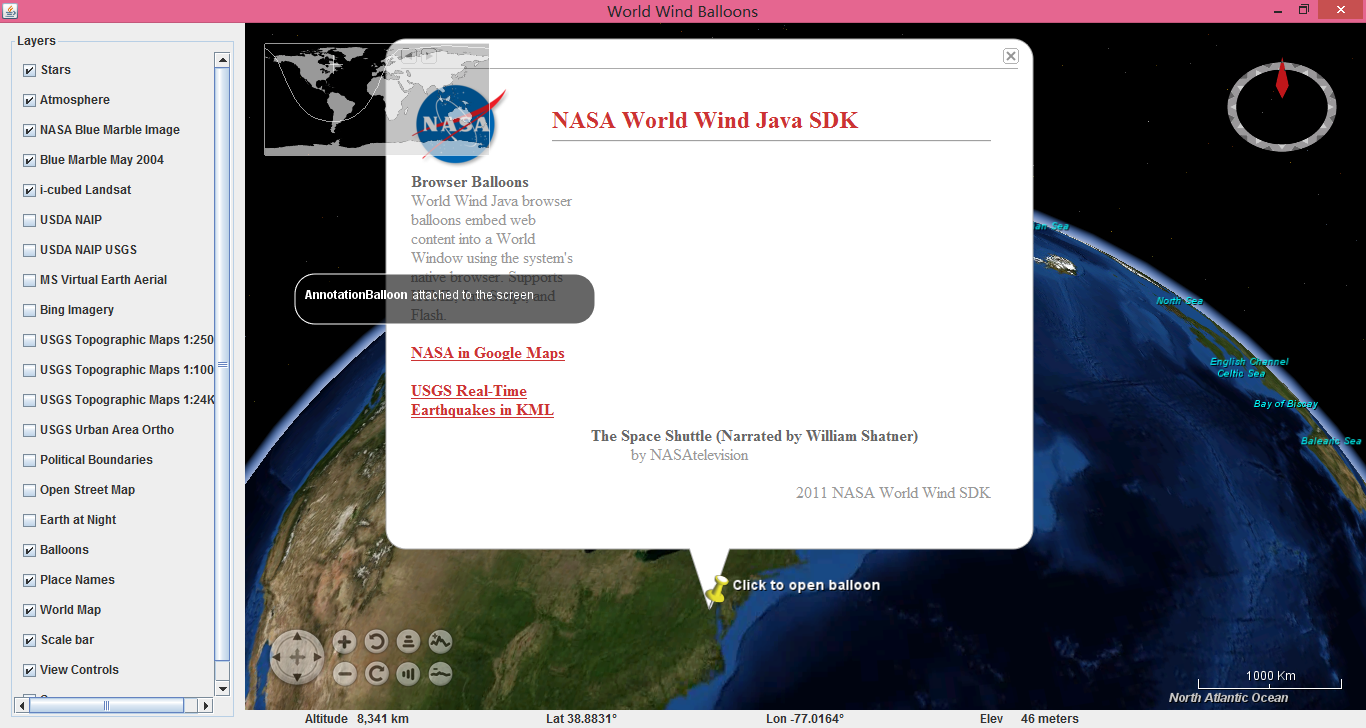 World Wind Balloons
Layers
Stars
Atmosphere
NASA Blue Marble Image
Blue Marble May 2004
i-cubed Landsat
USDA NAIP
USDA NAIP USGS
MS Virtual Earth Aerial
Bing Imagery
USGS Topographic Maps 1:250
USGS Topographic Maps 1:100
USGS Topographic Maps 1:24K
USGS Urban Area Ortho
Political Boundaries
Open Street Map
Earth at Night
Balloons
Place Names
World Map
Scale bar
View Controls
NASA
NASA World Wind Java SDK
Browser Balloons
World Wind Java browser
balloons embed web
content into a World
Window using the system's
native browser. Supports
and
Flash.
AnnotationBalloon attached to the screen
NASA in Google Maps
USGS Real-Time
Earthquakes in KML
The Space Shuttle (Narrated by William Shatner)
by NASAtelevision
2011 NASA World Wind SDK
Click to open balloon
an Sea
North Sea
English Channel
Celtic Sea
Bay of Biscay
Balearic Sea
1000 Km
North Atlantic Ocean
Altitude 8,341 km
Lat 38.8831°
Lon -77.0164°
Elev 46 meters